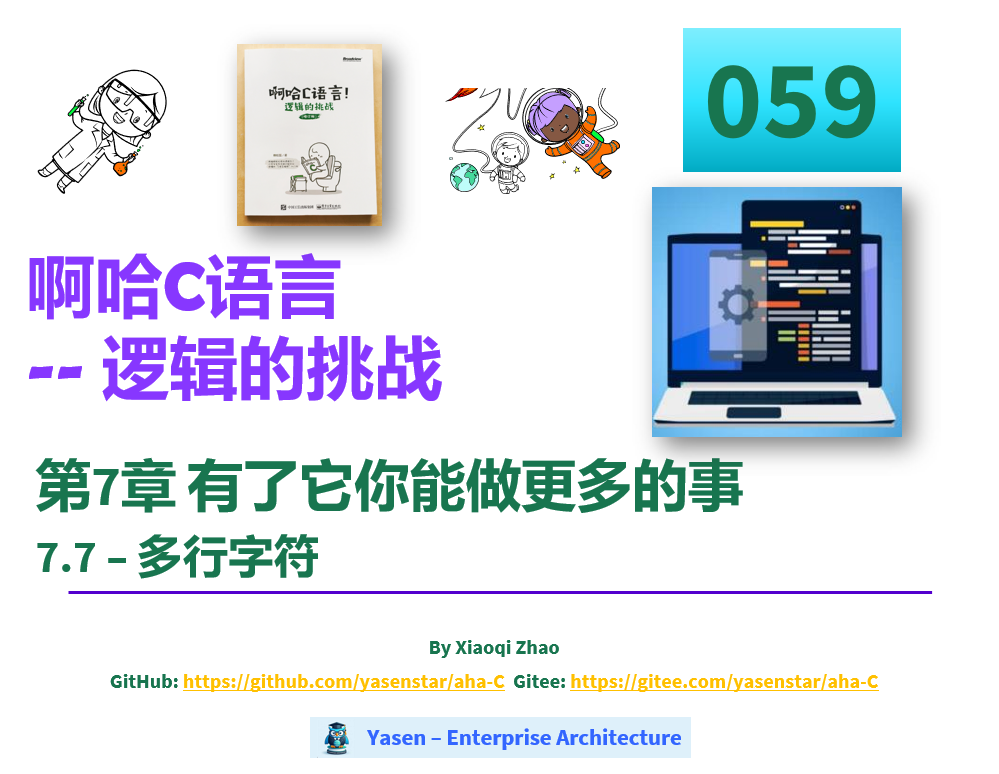 059
啊哈C语言!
逻辑的挑战
啊哈C语言
-- 逻辑的挑战
第7章 有了它你能做更多的事
7.7 – 多行字符
By Xiaoqi Zhao
GitHub: https://github.com/yasenstar/aha-C Gitee: https://gitee.com/yasenstar/aha-C
Yasen – Enterprise Architecture